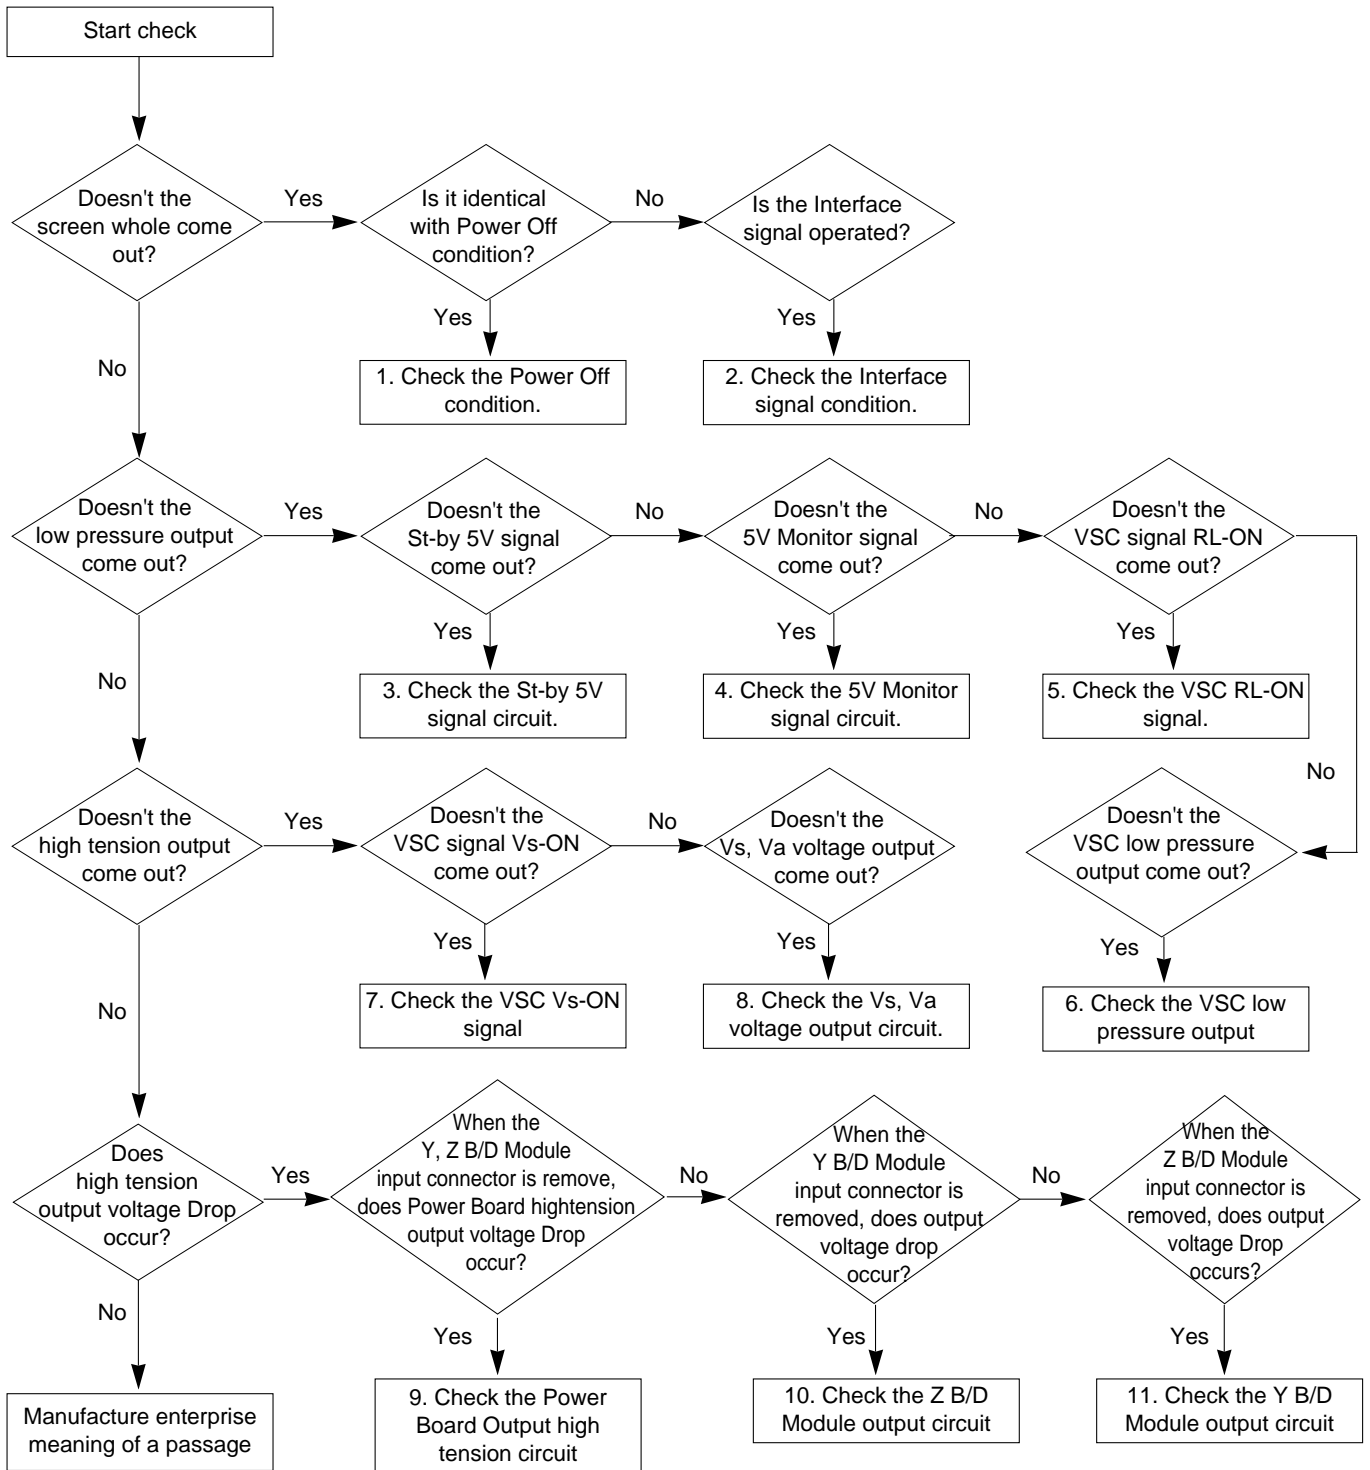 Start check
Doesn't the
screen whole come
out?
Yes
Is it identical
with Power Off
condition?
No
Is the Interface
signal operated?
Yes
Yes
No
1. Check the Power Off
condition.
2. Check the Interface
signal condition.
Doesn't the
low pressure output
come out?
Yes
Doesn't the
St-by 5V signal
come out?
No
Doesn't the
5V Monitor signal
come out?
No
Doesn't the
VSC signal RL-ON
come out?
Yes
Yes
Yes
No
3. Check the St-by 5V
signal circuit.
4. Check the 5V Monitor
signal circuit.
5. Check the VSC RL-ON
signal.
No
Doesn't the
high tension output
come out?
Yes
Doesn't the
VSC signal Vs-ON
come out?
No
Doesn't the
Vs, Va voltage output
come out?
Doesn't the
VSC low pressure
output come out?
Yes
Yes
Yes
No
7. Check the VSC Vs-ON
signal
8. Check the Vs, Va
voltage output circuit.
6. Check the VSC low
pressure output
Does
high tension
output voltage Drop
occur?
Yes
When the
Y, Z B/D Module
input connector is remove,
does Power Board hightension
output voltage Drop
occur?
No
When the
Y B/D Module
input connector is
removed, does output
voltage drop
occur?
No
When the
Z B/D Module
input connector is
removed, does output
voltage Drop
occurs?
No
Yes
Yes
Yes
Manufacture enterprise
meaning of a passage
9. Check the Power
Board Output high
tension circuit
10. Check the Z B/D
Module output circuit
11. Check the Y B/D
Module output circuit